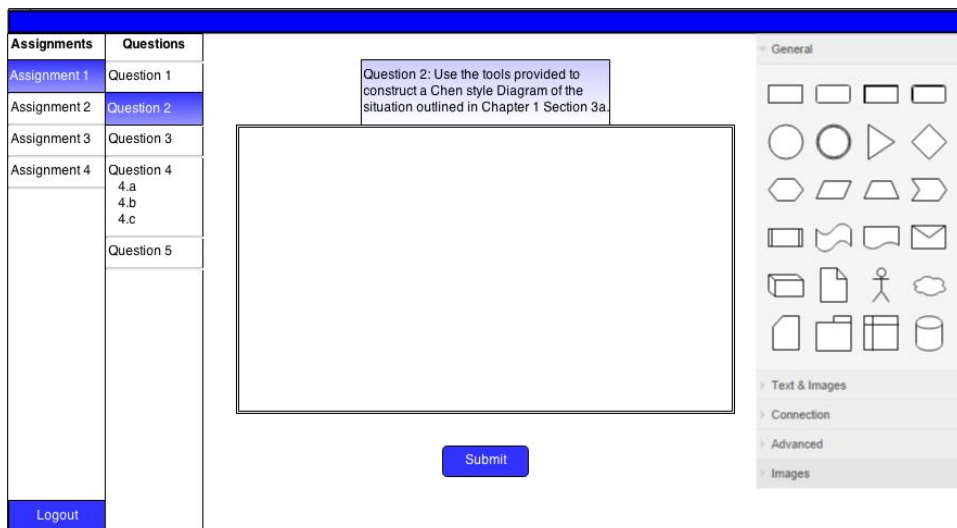 Assignments
Assignment 1
Assignment 2
Assignment 3
Assignment 4
Logout
Questions
Question 1
Question 2
Question 3
Question 4
4.a
4.b
4.c
Question 5
Question 2: Use the tools provided to
construct a Chen style Diagram of the
situation outlined in Chapter 1 Section 3a.
Submit
General
Text & Images
Connection
Advanced
Images